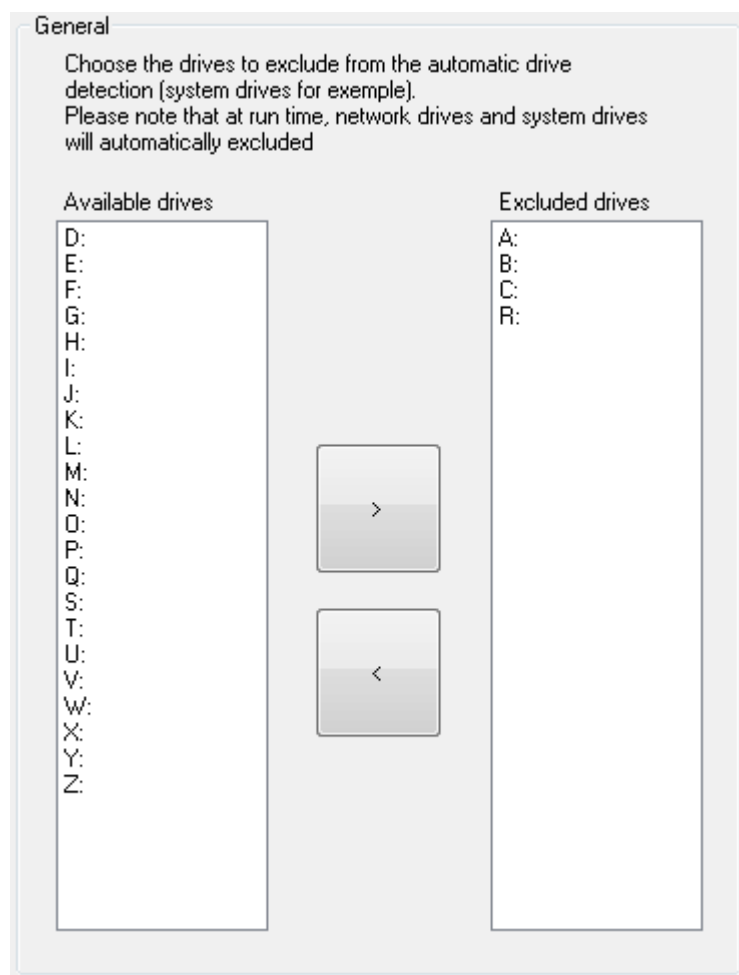 General
Choose the drives to exclude from the automatic drive
detection (system drives for exemple).
Please note that at run time, network drives and system drives
will automatically excluded
Available drives
D:
E:
F:
G:
H:
I:
J:
K:
L:
M:
N:
O:
P:
Q:
S:
T:
U:
V:
W:
X:
Y:
Z:
>
<
Excluded drives
A:
B:
C:
R: